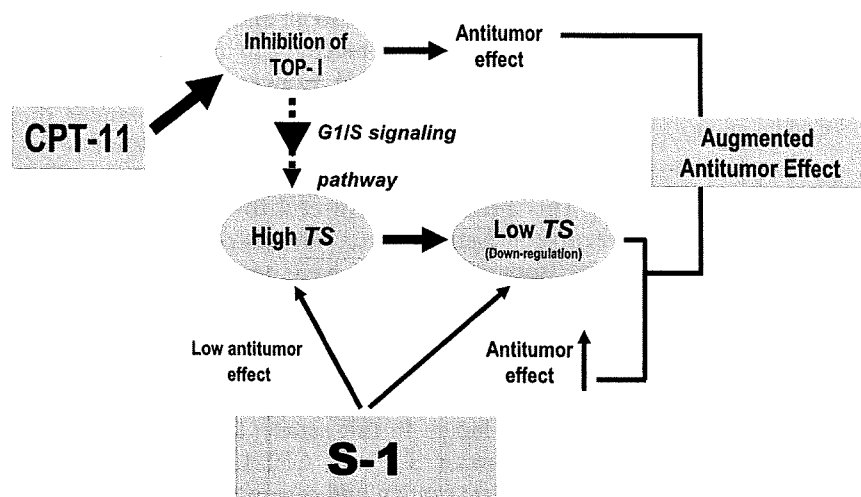 Inhibition of
TOP- I
Antitumor
effect
CPT-11
G1/S signaling
pathway
Augmented
Antitumor Effect
High TS
Low TS
(Down-regulation)
Low antitumor
effect
Antitumor
effect
S-1